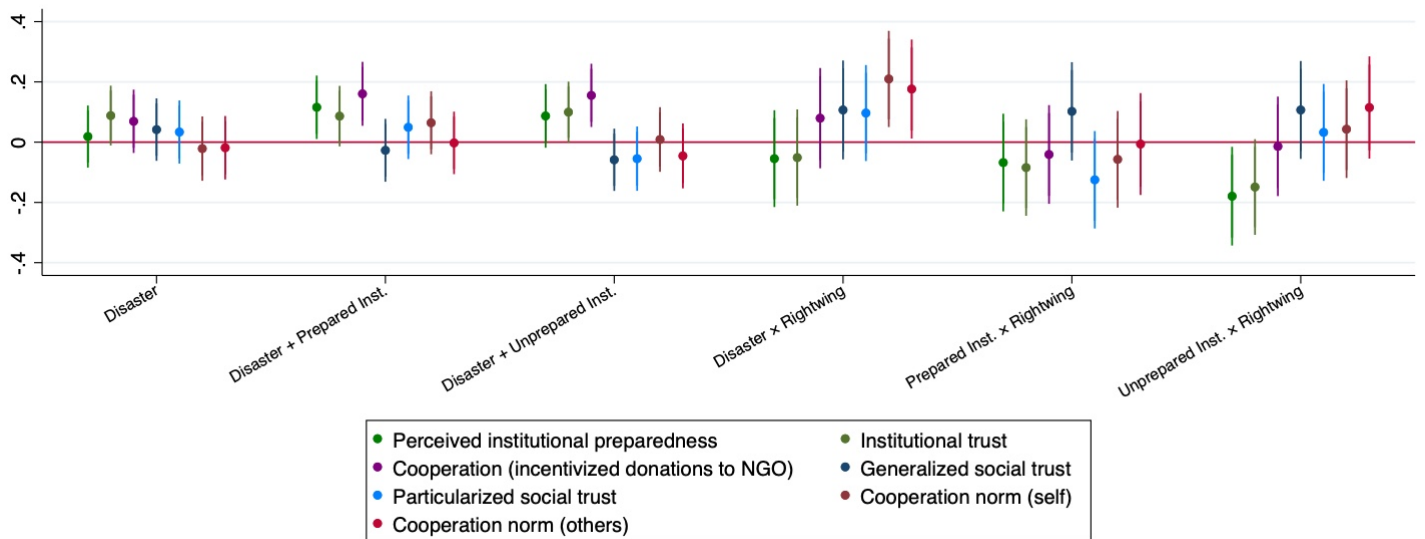 .4
.2
0
-.2
-.4
Disaster
Disaster + Prepared Inst.
Disaster + Unprepared Inst.
Disaster × Rightwing
Prepared Inst. × Rightwing
Unprepared Inst. × Rightwing
Perceived institutional preparedness
Institutional trust
Cooperation (incentivized donations to NGO)
Generalized social trust
Particularized social trust
Cooperation norm (self)
Cooperation norm (others)